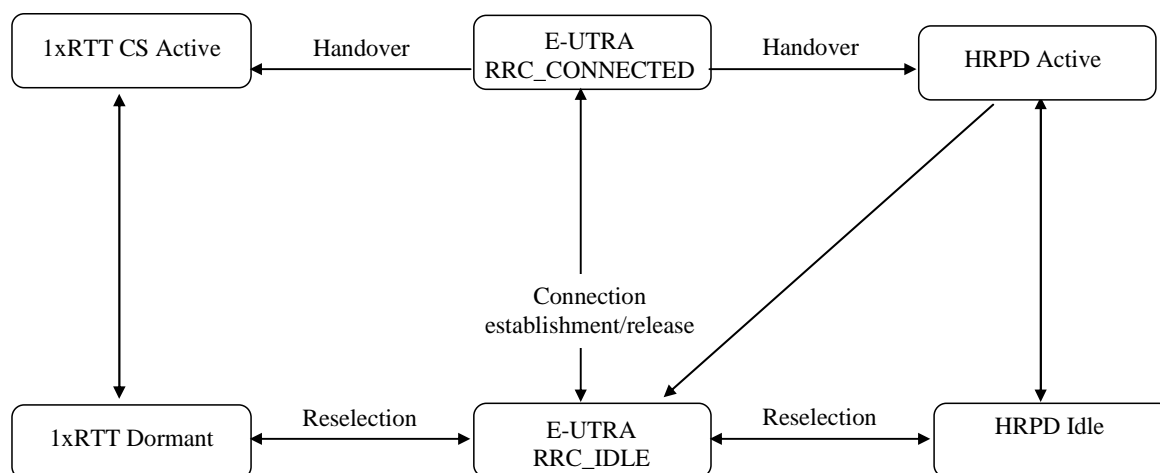 1xRTT CS Active
Handover
E-UTRA
RRC_CONNECTED
Handover
HRPD Active
Connection
establishment/release
1xRTT Dormant
Reselection
E-UTRA
RRC_IDLE
Reselection
HRPD Idle